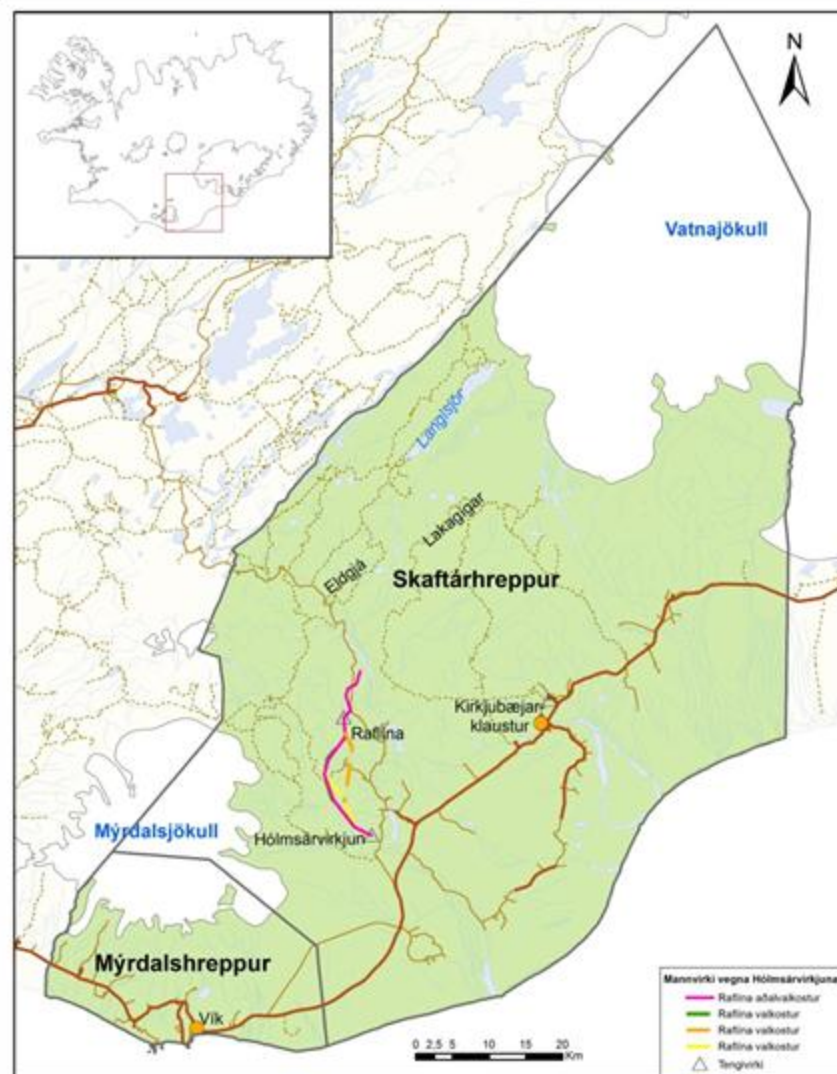 N
Vatnajökull
Langisjór
Lakagígar
Eldgjá
Skaftárhreppur
Kirkjubæjar-
klaustur
Raflína
Mýrdalsjökull
Hólmsárvirkjun
Mýrdalshreppur
Vík
0 2,5 5 10 15 20
Km
Mannvirki vegna Hólmsárvirkjuna
Raflína aðalvalkostur
Raflína valkostur
Raflína valkostur
Raflína valkostur
Tengivirki